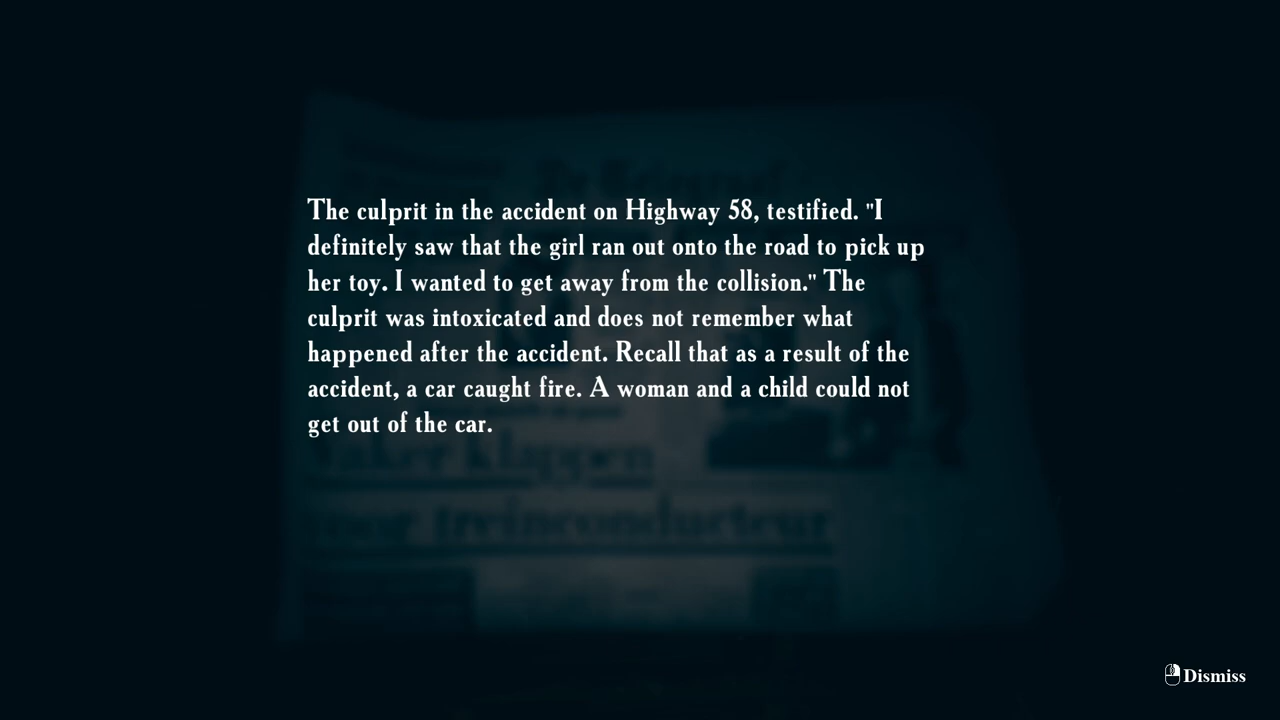 The culprit in the accident on Highway 58, testified. "I
definitely saw that the girl ran out onto the road to pick up
her toy. I wanted to get away from the collision." The
culprit was intoxicated and does not remember what
happened after the accident. Recall that as a result of the
accident, a car caught fire. A woman and a child could not
get out of the car.
klappen
treinconducteur
Dismiss